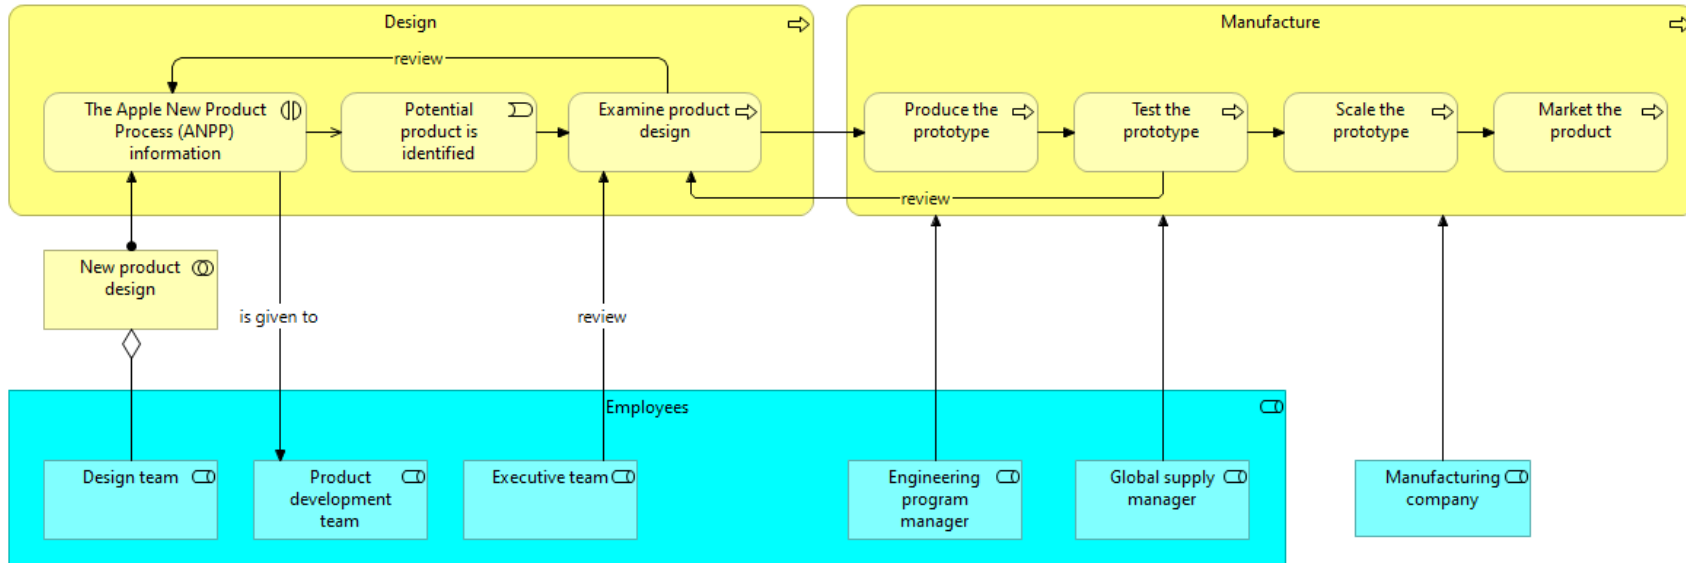 Design
Manufacture
review
The Apple New Product
Process (ANPP)
information
Potential
product is
identified
Examine product
design
Produce the
prototype
Test the
prototype
Scale the
prototype
Market the
product
review
New product
design
is given to
review
Employees
Design team
Product
development
team
Executive team
Engineering
program
manager
Global supply
manager
Manufacturing
company